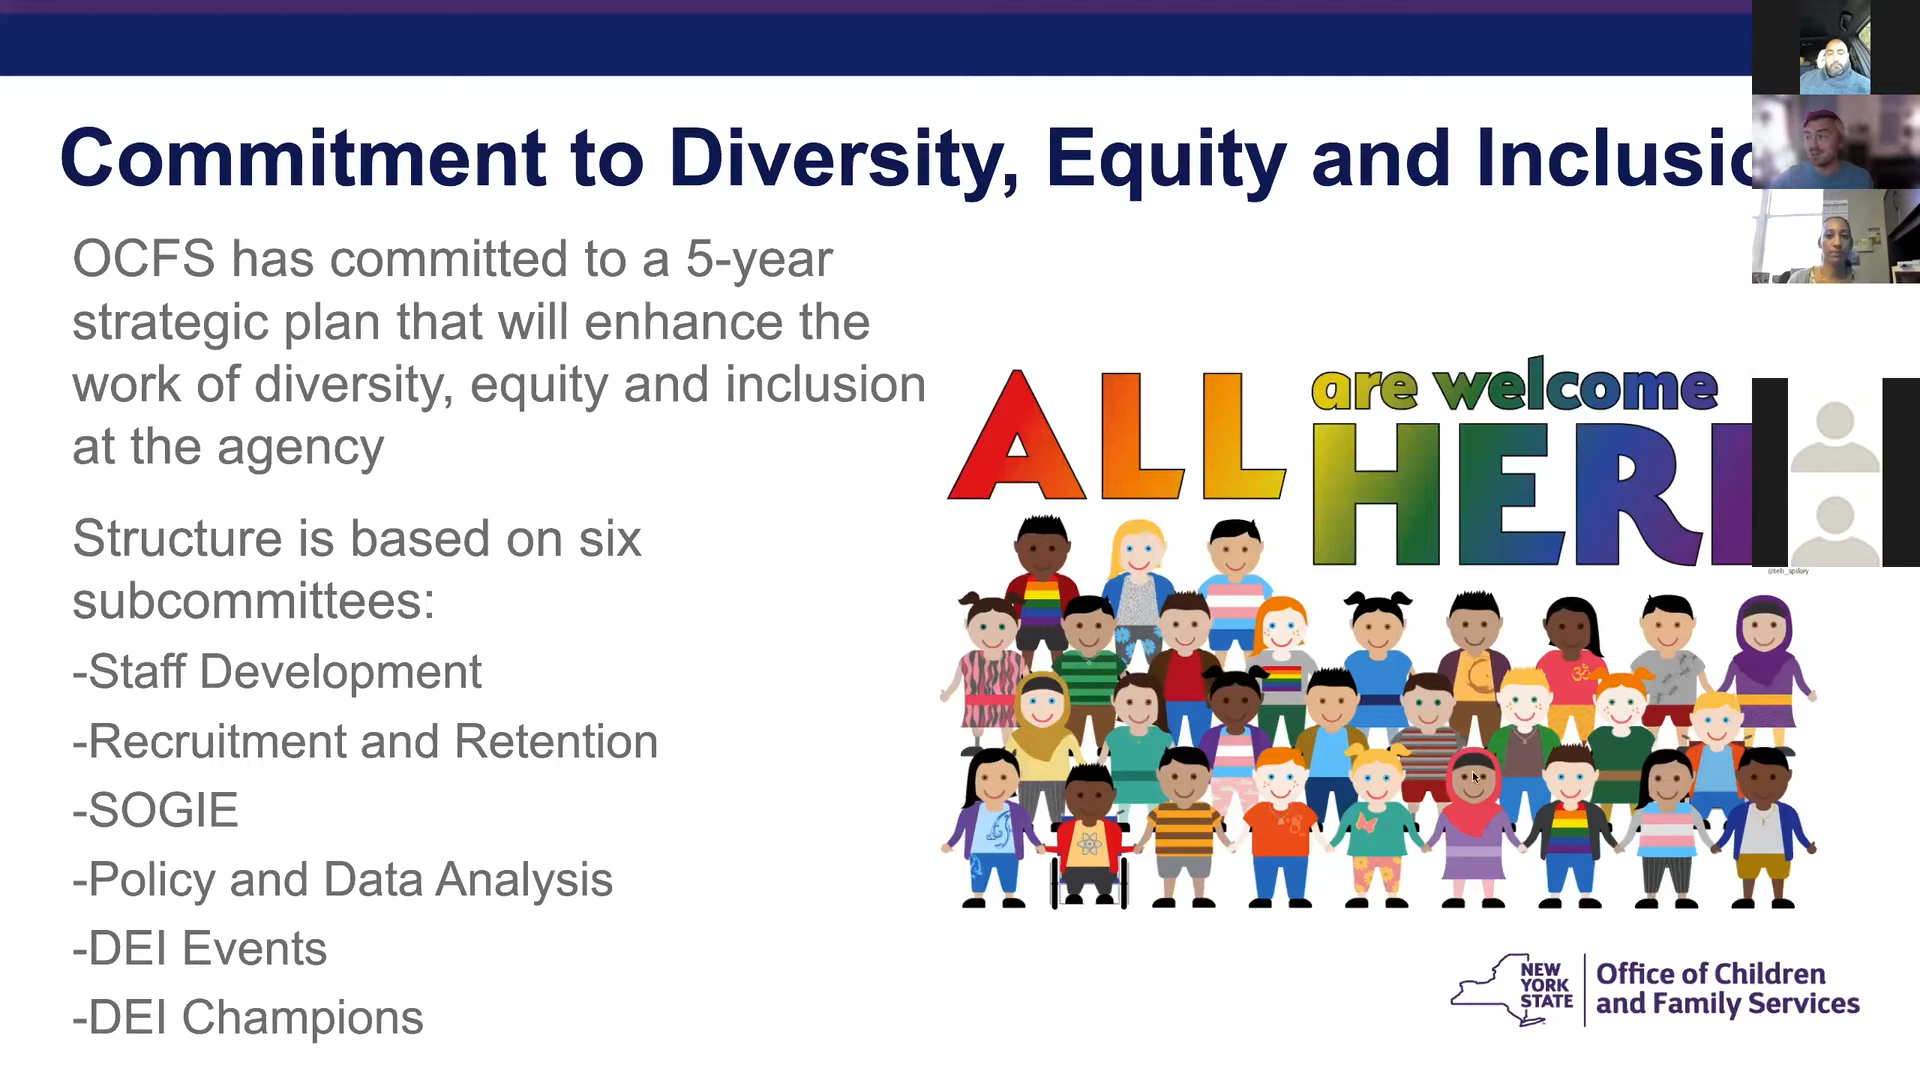 Commitment to Diversity, Equity and Inclusio
OCFS has committed to a 5-year
strategic plan that will enhance the
work of diversity, equity and inclusion
at the agency
Structure is based on six
subcommittees:
-Staff Development
-Recruitment and Retention
-SOGIE
-Policy and Data Analysis
-DEI Events
-DEI Champions
ALL are welcome
HERE
@teh_spikey
NEW
YORK
STATE
Office of Children
and Family Services